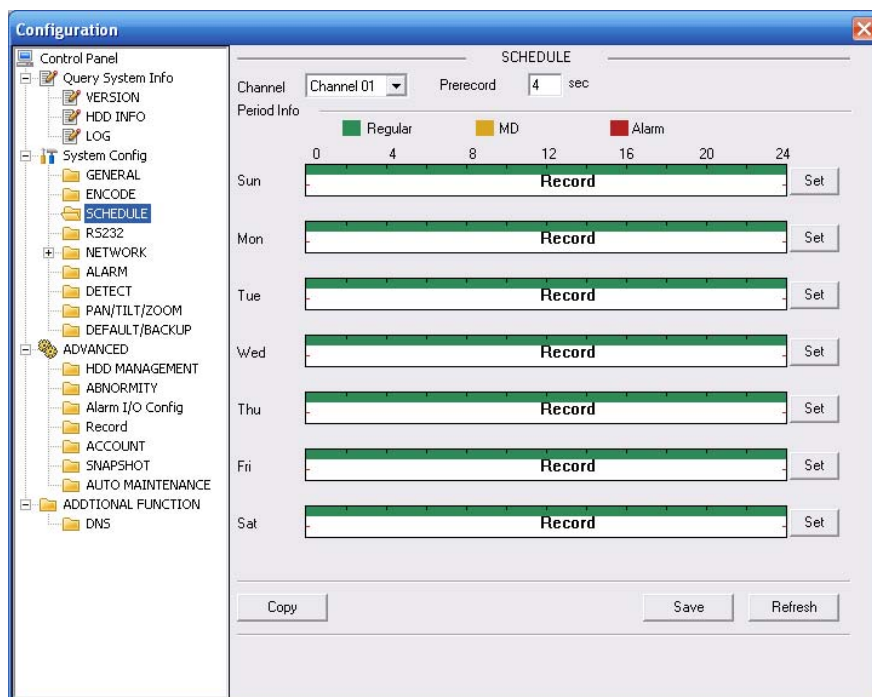 Configuration
Control Panel
Query System Info
VERSION
HDD INFO
LOG
System Config
GENERAL
ENCODE
SCHEDULE
RS232
NETWORK
ALARM
DETECT
PAN/TILT/ZOOM
DEFAULT/BACKUP
ADVANCED
HDD MANAGEMENT
ABNORMITY
Alarm I/O Config
Record
ACCOUNT
SNAPSHOT
AUTO MAINTENANCE
ADDTIONAL FUNCTION
DNS
SCHEDULE
Channel Channel 01 Prerecord 4 sec
Period Info
Regular MD Alarm
0 4 8 12 16 20 24
Sun Record Set
Mon Record Set
Tue Record Set
Wed Record Set
Thu Record Set
Fri Record Set
Sat Record Set
Copy Save Refresh